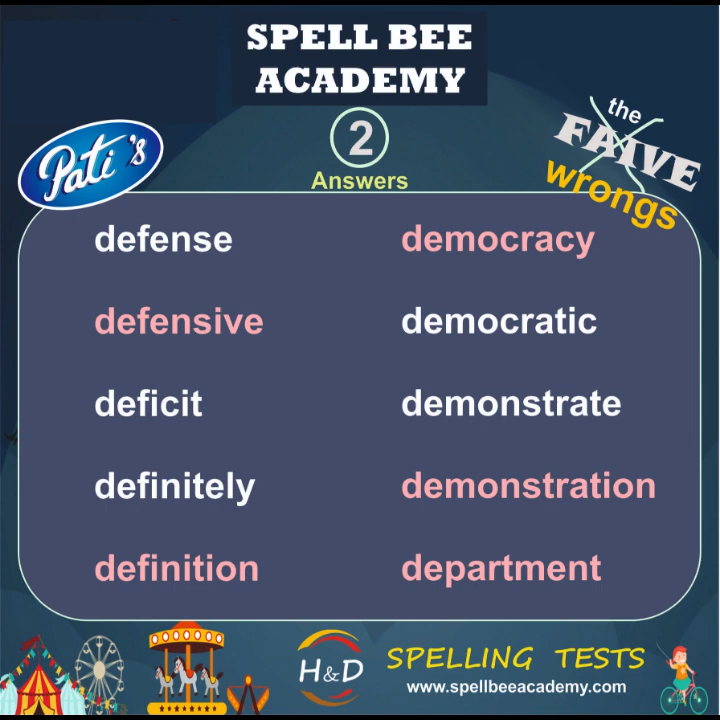 SPELL BEE
ACADEMY
Pati's
2
Answers
the
FAIVE
wrongs
defense
democracy
defensive
democratic
deficit
demonstrate
definitely
demonstration
definition
department
H&D
SPELLING TESTS
www.spellbeeacademy.com